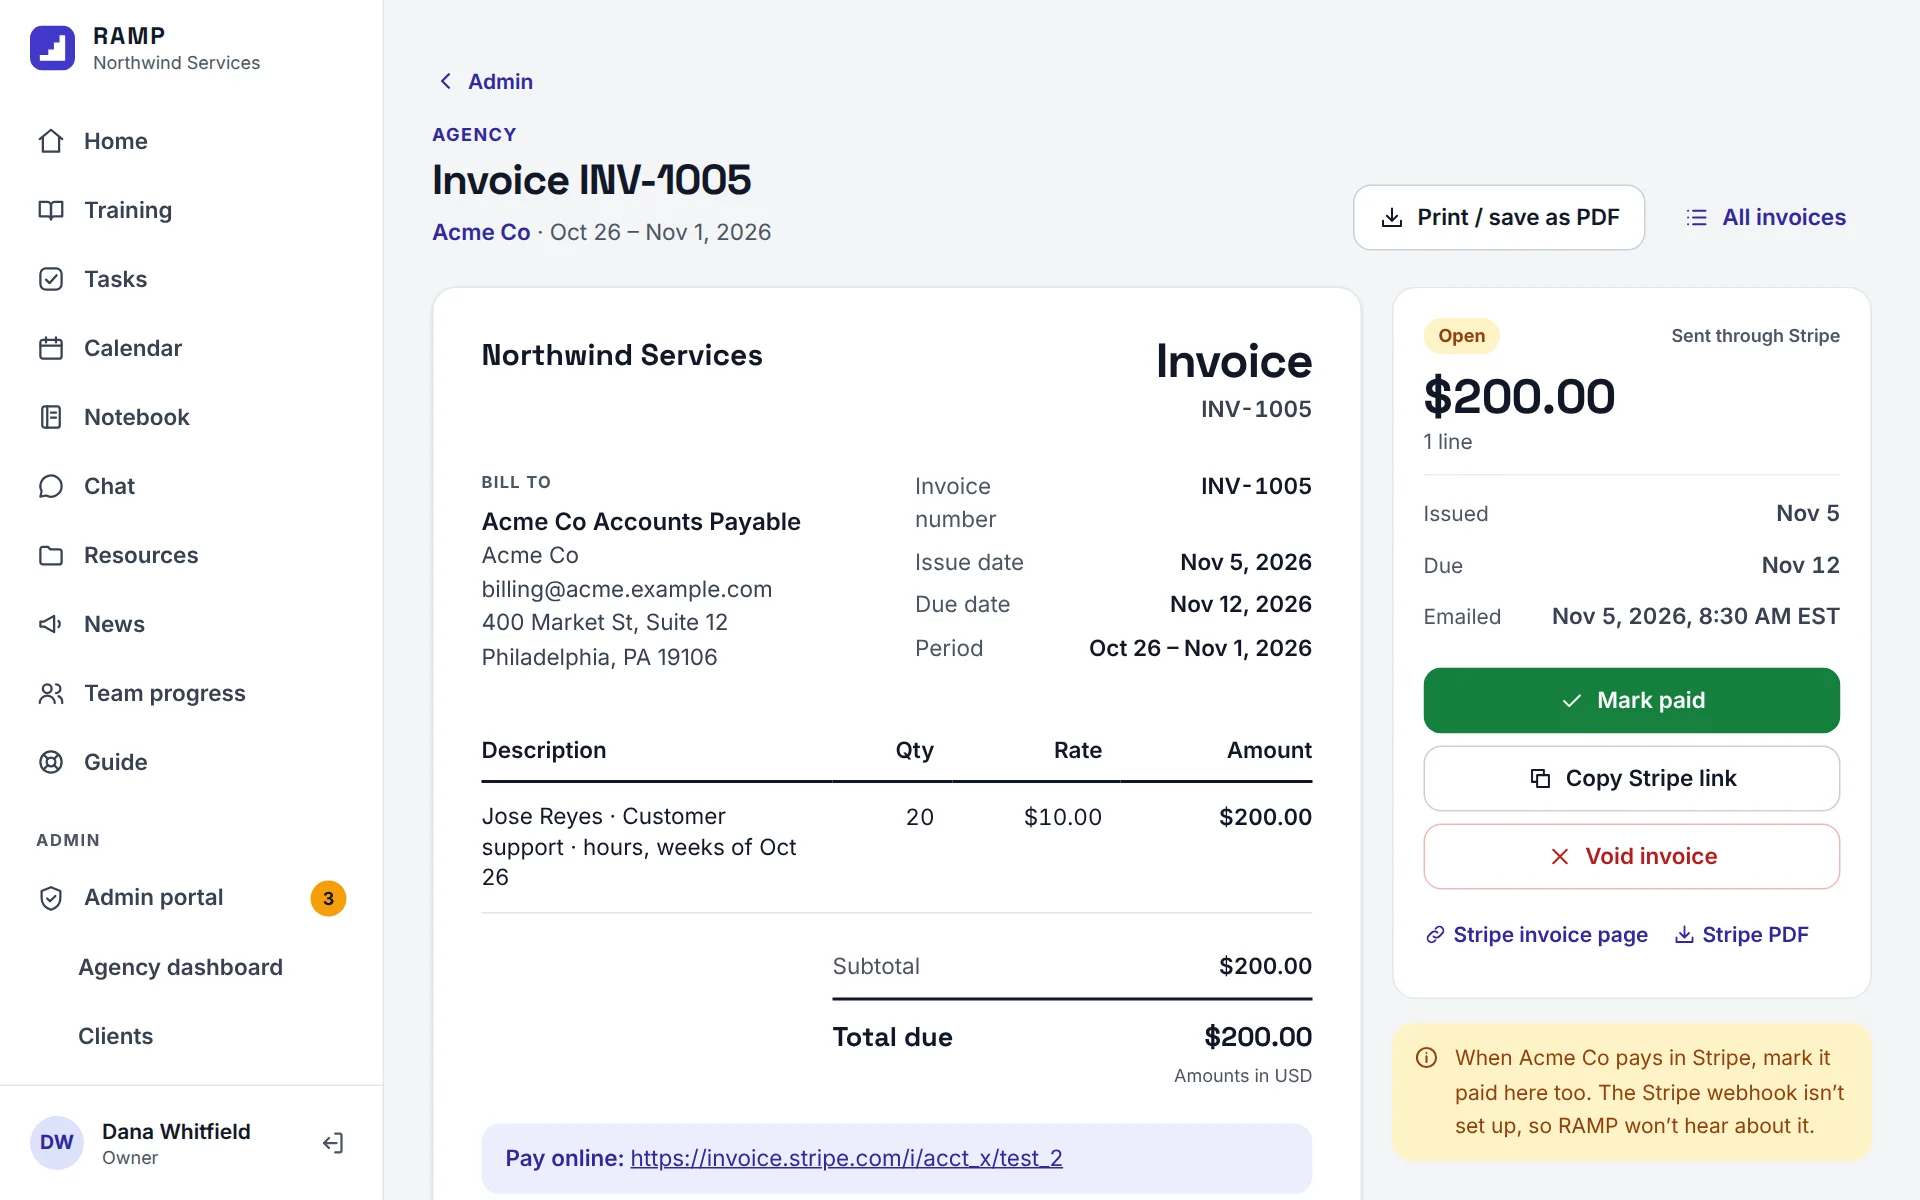 RAMP
Northwind Services
Home
Training
Tasks
Calendar
Notebook
Chat
Resources
News
Team progress
Guide
ADMIN
Admin portal
3
Agency dashboard
Clients
DW
Dana Whitfield
Owner
Admin
AGENCY
Invoice INV-1005
Acme Co · Oct 26 – Nov 1, 2026
Print / save as PDF
All invoices
Northwind Services
Invoice
INV-1005
BILL TO
Acme Co Accounts Payable
Acme Co
billing@acme.example.com
400 Market St, Suite 12
Philadelphia, PA 19106
Invoice number INV-1005
Issue date Nov 5, 2026
Due date Nov 12, 2026
Period Oct 26 – Nov 1, 2026
Description Qty Rate Amount
Jose Reyes · Customer 20 $10.00 $200.00
support · hours, weeks of Oct
26
Subtotal $200.00
Total due $200.00
Amounts in USD
Pay online: https://invoice.stripe.com/i/acct_x/test_2
Open Sent through Stripe
$200.00
1 line
Issued Nov 5
Due Nov 12
Emailed Nov 5, 2026, 8:30 AM EST
Mark paid
Copy Stripe link
Void invoice
Stripe invoice page Stripe PDF
When Acme Co pays in Stripe, mark it
paid here too. The Stripe webhook isn’t
set up, so RAMP won’t hear about it.